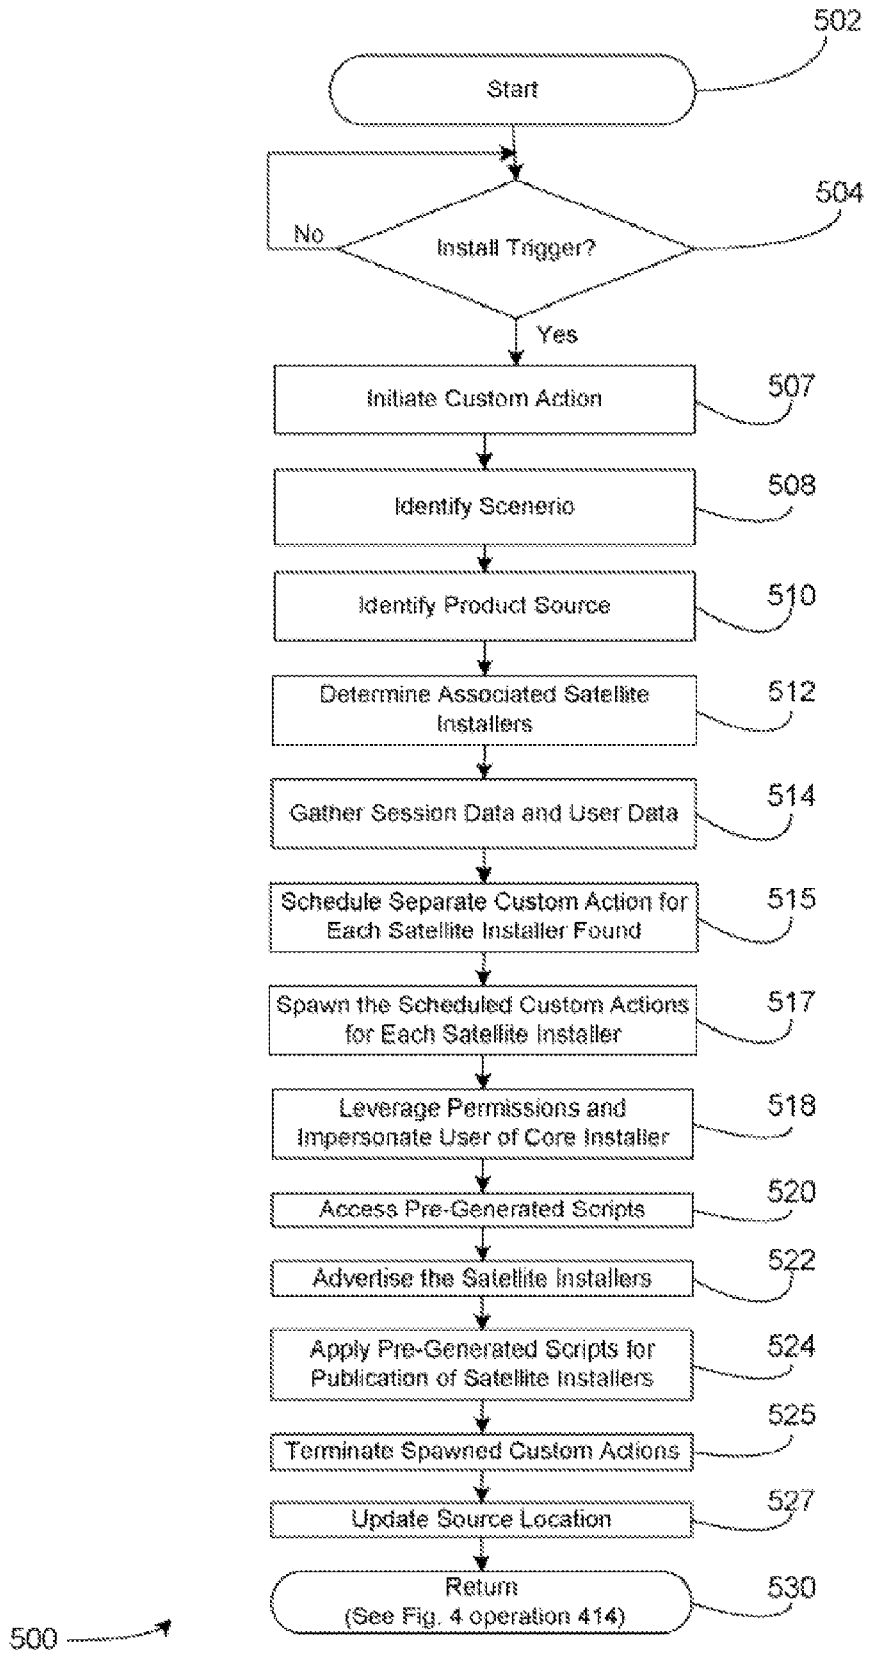 502
Start
504
No
Install Trigger?
Yes
507
Initiate Custom Action
508
Identify Scenerio
510
Identify Product Source
512
Determine Associated Satellite
Installers
514
Gather Session Data and User Data
515
Schedule Separate Custom Action for
Each Satellite Installer Found
517
Spawn the Scheduled Custom Actions
for Each Satellite Installer
518
Leverage Permissions and
Impersonate User of Core Installer
520
Access Pre-Generated Scripts
522
Advertise the Satellite Installers
524
Apply Pre-Generated Scripts for
Publication of Satellite Installers
525
Terminate Spawned Custom Actions
527
Update Source Location
530
Return
(See Fig. 4 operation 414)
500